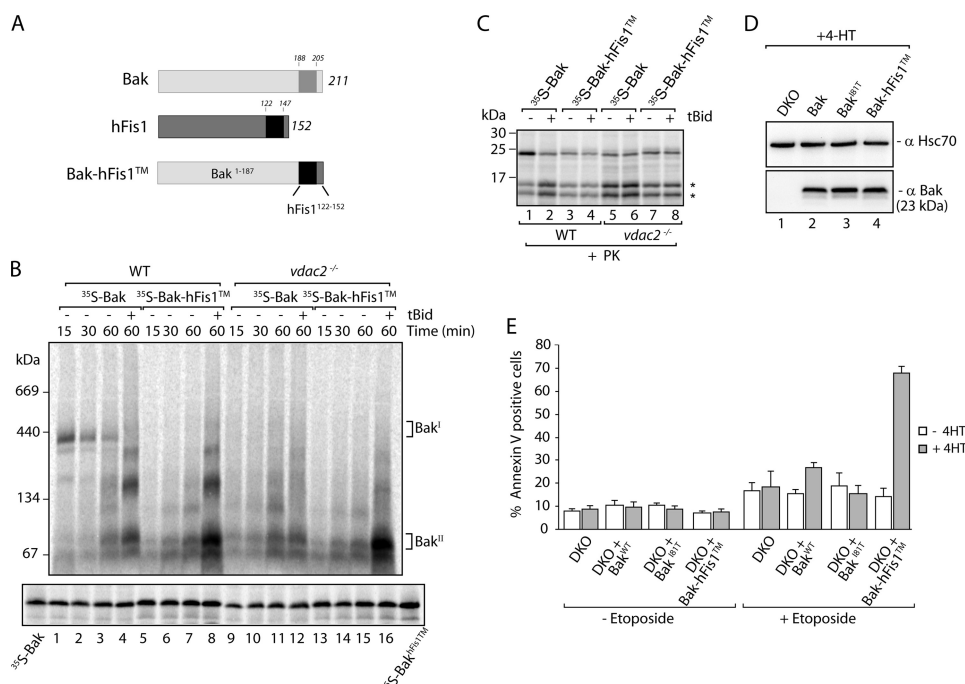 A
188 205
Bak 211
122 147
hFis1 152
Bak-hFis1TM Bak 1-187
hFis1122-152
B
WT vdac2 -/-
35S-Bak 35S-Bak-hFis1TM 35S-Bak 35S-Bak-hFis1TM
- - - + - - - + - - - + - - - + tBid
15 30 60 60 15 30 60 60 15 30 60 60 15 30 60 60 Time (min)
kDa
669
440
BakI
134
BakII
67
1 2 3 4 5 6 7 8 9 10 11 12 13 14 15 16
35S-Bak
S-BakhFis1TM
C
35S-Bak 35S-Bak-hFis1TM 35S-Bak 35S-Bak-hFis1TM
kDa - + - + - + - + tBid
30
25
17
*
*
1 2 3 4 5 6 7 8
WT vdac2 -/-
+ PK
D
+4-HT
DKO Bak BakI81T Bak-hFis1TM
- α Hsc70
- α Bak
(23 kDa)
1 2 3 4
E
% Annexin V positive cells
80
70
60
50
40
30
20
10
0
- 4HT
+ 4HT
DKO
DKO + BakWT
DKO + Bak I81T
DKO + Bak-hFis1TM
DKO
DKO + BakWT
DKO + Bak I81T
DKO + Bak-hFis1TM
- Etoposide + Etoposide